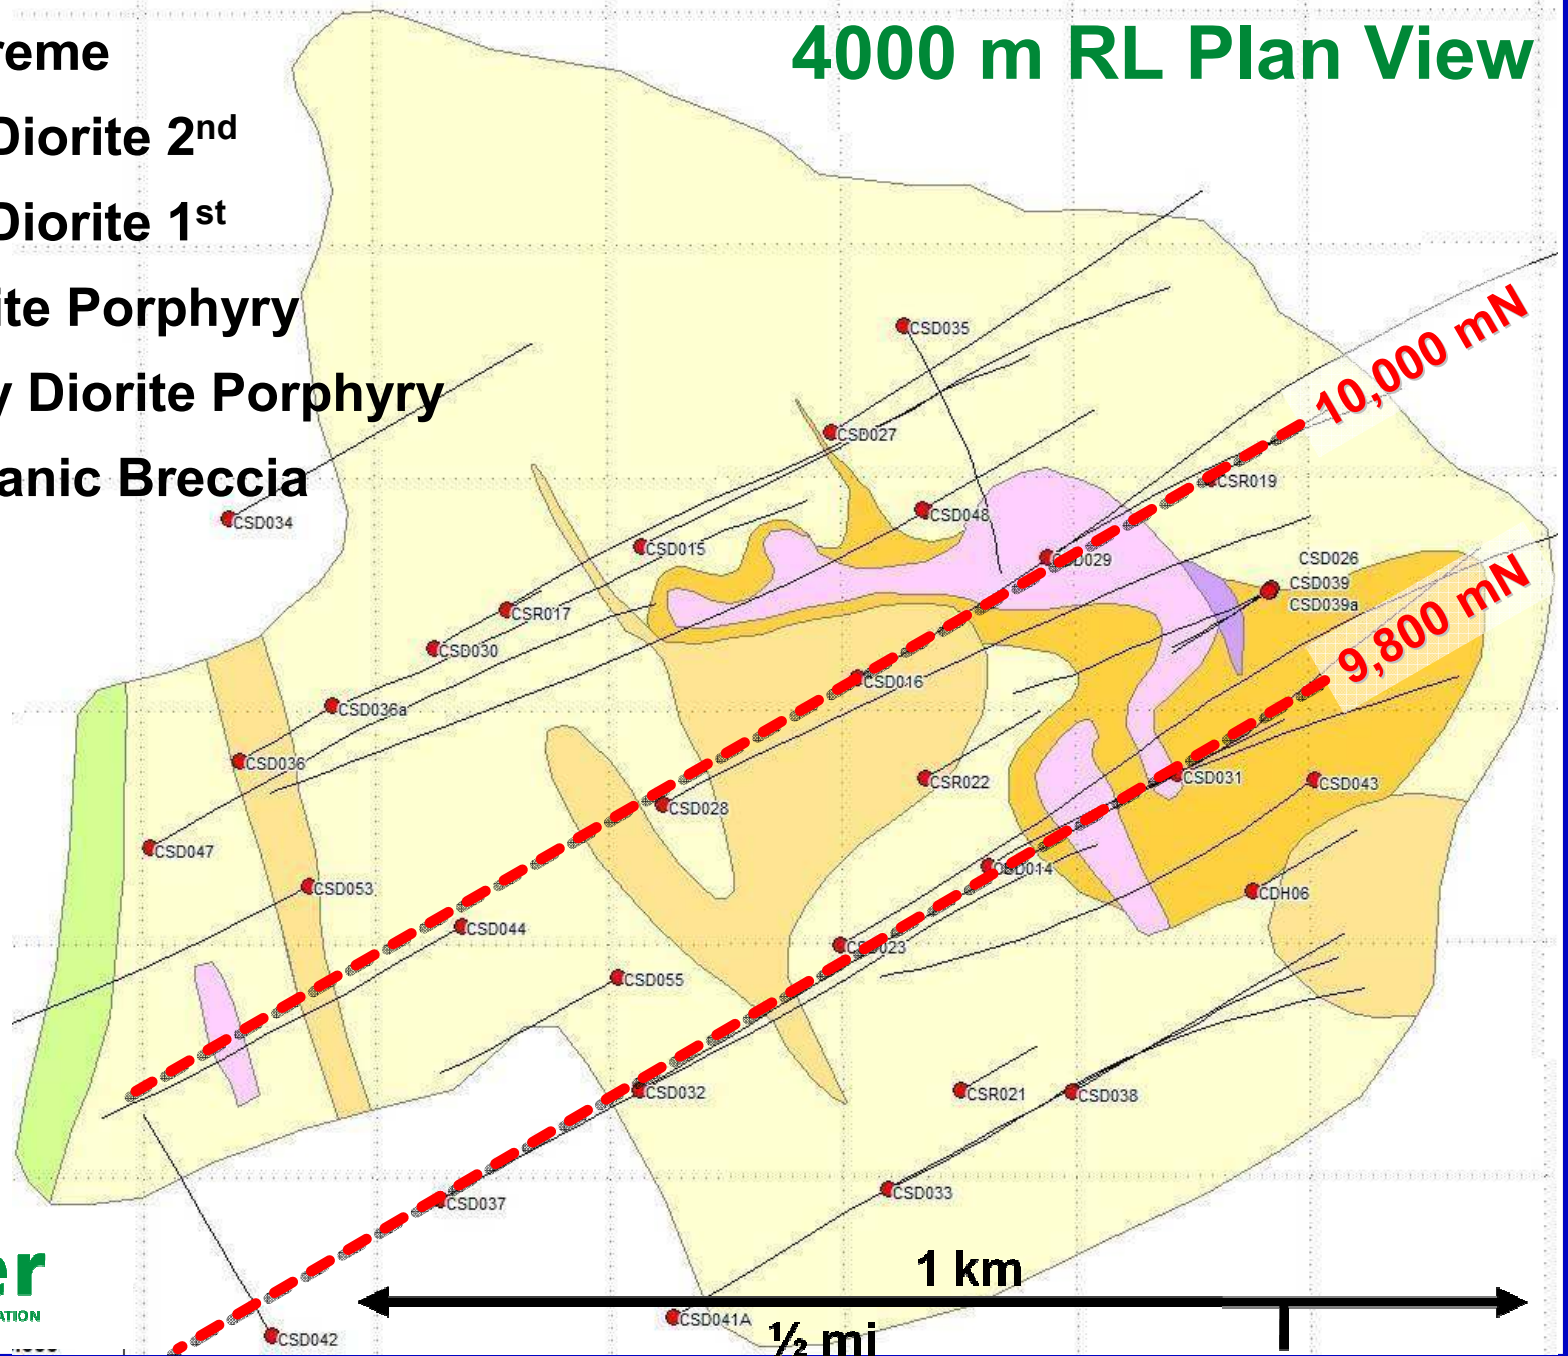 4000 m RL Plan View
reme
Diorite 2nd
Diorite 1st
ite Porphyry
y Diorite Porphyry
anic Breccia
CSD035
10,000 mN
CSD027
CSR019
CSD048
CSD034
CSD015
CSD029
CSD026
CSD039
CSD039a
9,800 mN
CSR017
CSD030
CSD016
CSD036a
CSD036
CSR022
CSD031
CSD043
CSD028
CSD047
CSD014
CSD053
CDH06
CSD044
CSD023
CSD055
CSD032
CSR021
CSD038
CSD033
CSD037
er
ATION
1 km
CSD041A
½ mi
CSD042